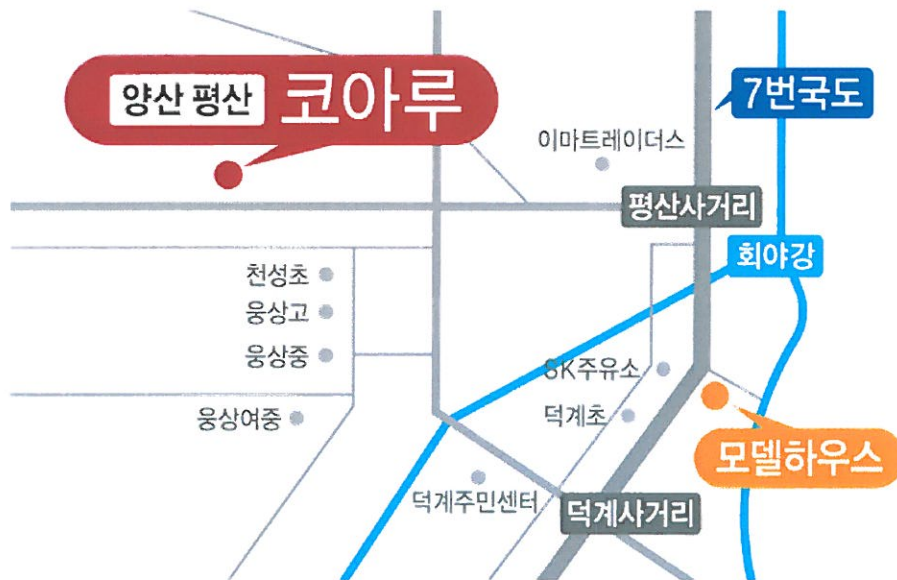 양산 평산 코아루
7번국도
이마트레이더스
평산사거리
회야강
천성초
웅상고
웅상중
SK주유소
웅상여중
덕계초
모델하우스
덕계주민센터
덕계사거리